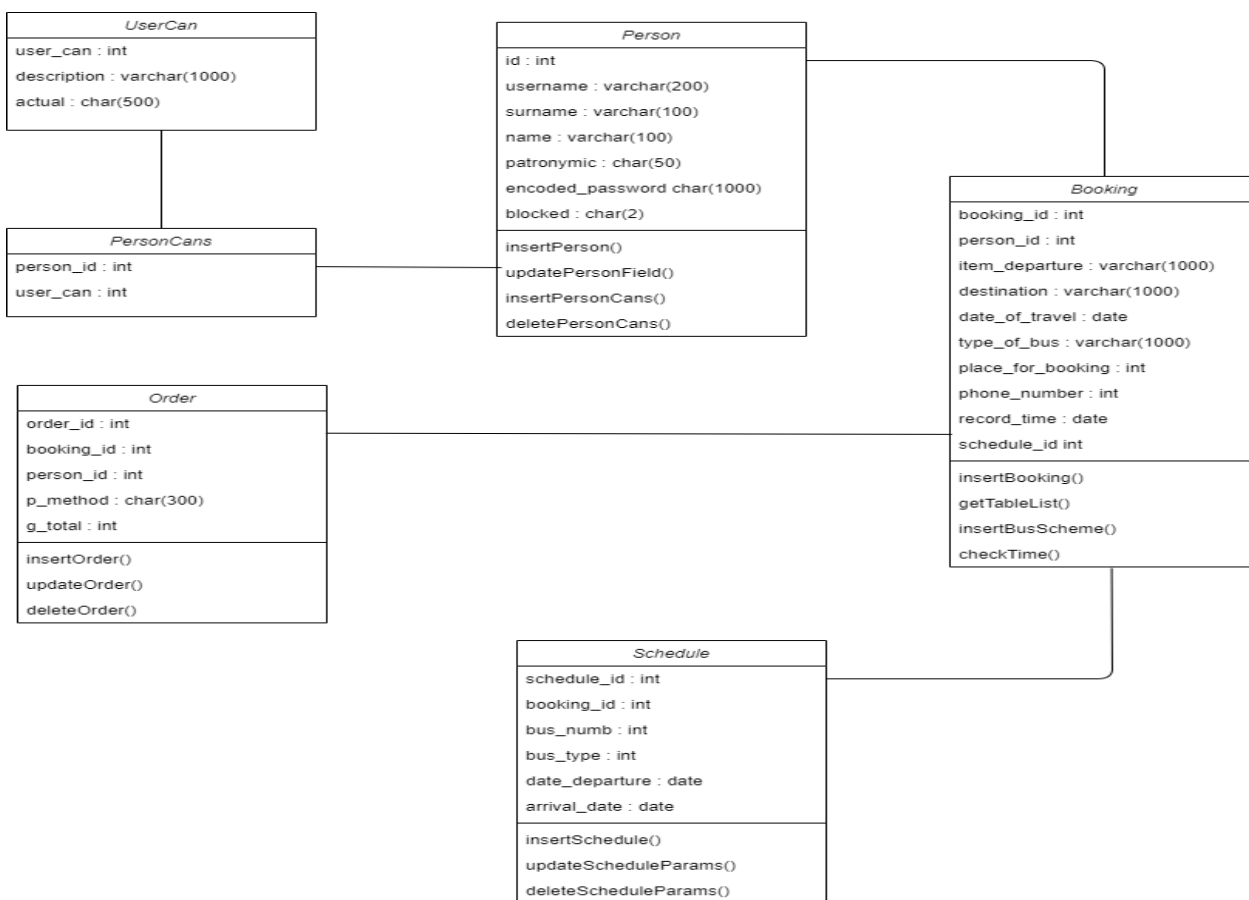 UserCan
user_can : int
description : varchar(1000)
actual : char(500)
PersonCans
person_id : int
user_can : int
Person
id : int
username : varchar(200)
surname : varchar(100)
name : varchar(100)
patronymic : char(50)
encoded_password char(1000)
blocked : char(2)
insertPerson()
updatePersonField()
insertPersonCans()
deletePersonCans()
Booking
booking_id : int
person_id : int
item_departure : varchar(1000)
destination : varchar(1000)
date_of_travel : date
type_of_bus : varchar(1000)
place_for_booking : int
phone_number : int
record_time : date
schedule_id int
insertBooking()
getTableList()
insertBusScheme()
checkTime()
Order
order_id : int
booking_id : int
person_id : int
p_method : char(300)
g_total : int
insertOrder()
updateOrder()
deleteOrder()
Schedule
schedule_id : int
booking_id : int
bus_numb : int
bus_type : int
date_departure : date
arrival_date : date
insertSchedule()
updateScheduleParams()
deleteScheduleParams()